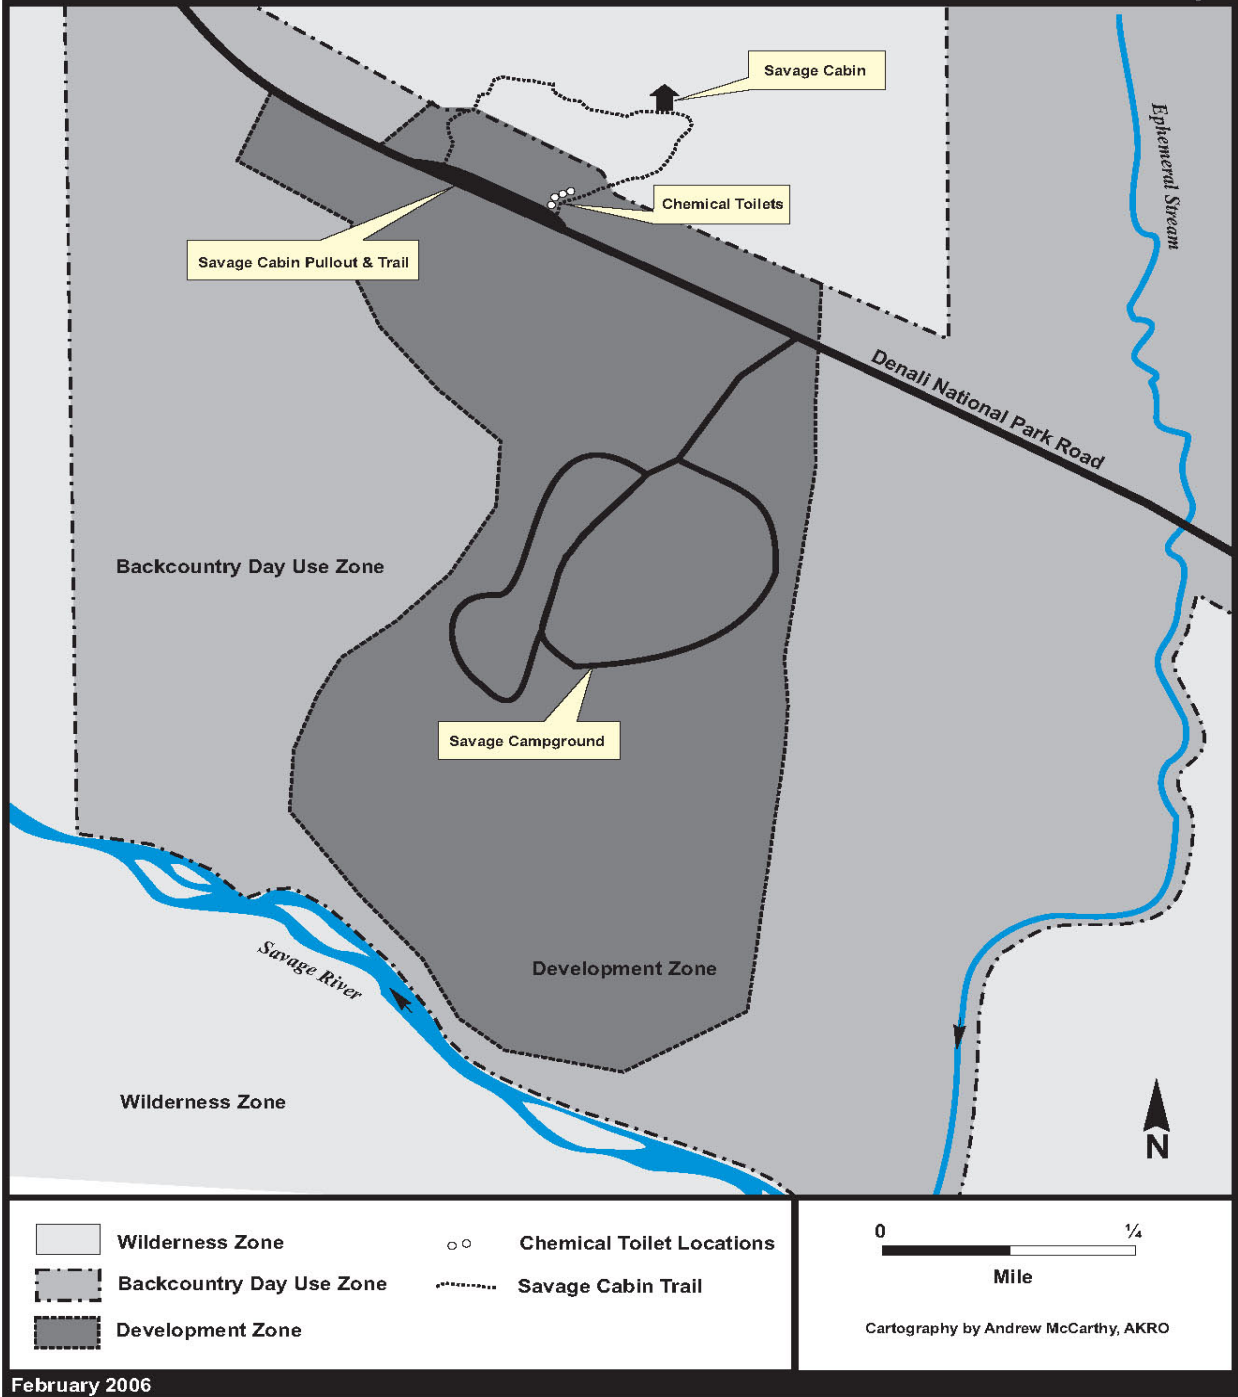 Savage Cabin
Ephemeral Stream
Chemical Toilets
Savage Cabin Pullout & Trail
Denali National Park Road
Backcountry Day Use Zone
Savage Campground
Savage River
Development Zone
Wilderness Zone
N
Wilderness Zone
Backcountry Day Use Zone
Development Zone
Chemical Toilet Locations
Savage Cabin Trail
0 ¼
Mile
Cartography by Andrew McCarthy, AKRO
February 2006